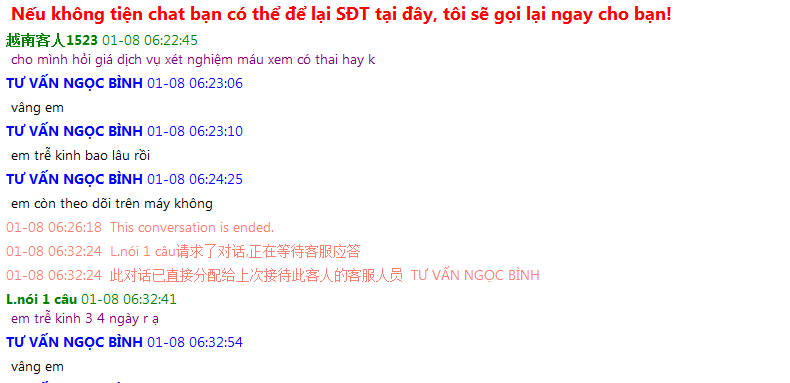 Nếu không tiện chat bạn có thể để lại SĐT tại đây, tôi sẽ gọi lại ngay cho bạn!
越南客人1523 01-08 06:22:45
cho mình hỏi giá dịch vụ xét nghiệm máu xem có thai hay k
TƯ VẤN NGỌC BÌNH 01-08 06:23:06
vâng em
TƯ VẤN NGỌC BÌNH 01-08 06:23:10
em trễ kinh bao lâu rồi
TƯ VẤN NGỌC BÌNH 01-08 06:24:25
em còn theo dõi trên máy không
01-08 06:26:18 This conversation is ended.
01-08 06:32:24 L.nói 1 câu请求了对话,正在等待客服应答
01-08 06:32:24 此对话已直接分配给上次接待此客人的客服人员 TƯ VẤN NGỌC BÌNH
L.nói 1 câu 01-08 06:32:41
em trễ kinh 3 4 ngày r ạ
TƯ VẤN NGỌC BÌNH 01-08 06:32:54
vâng em